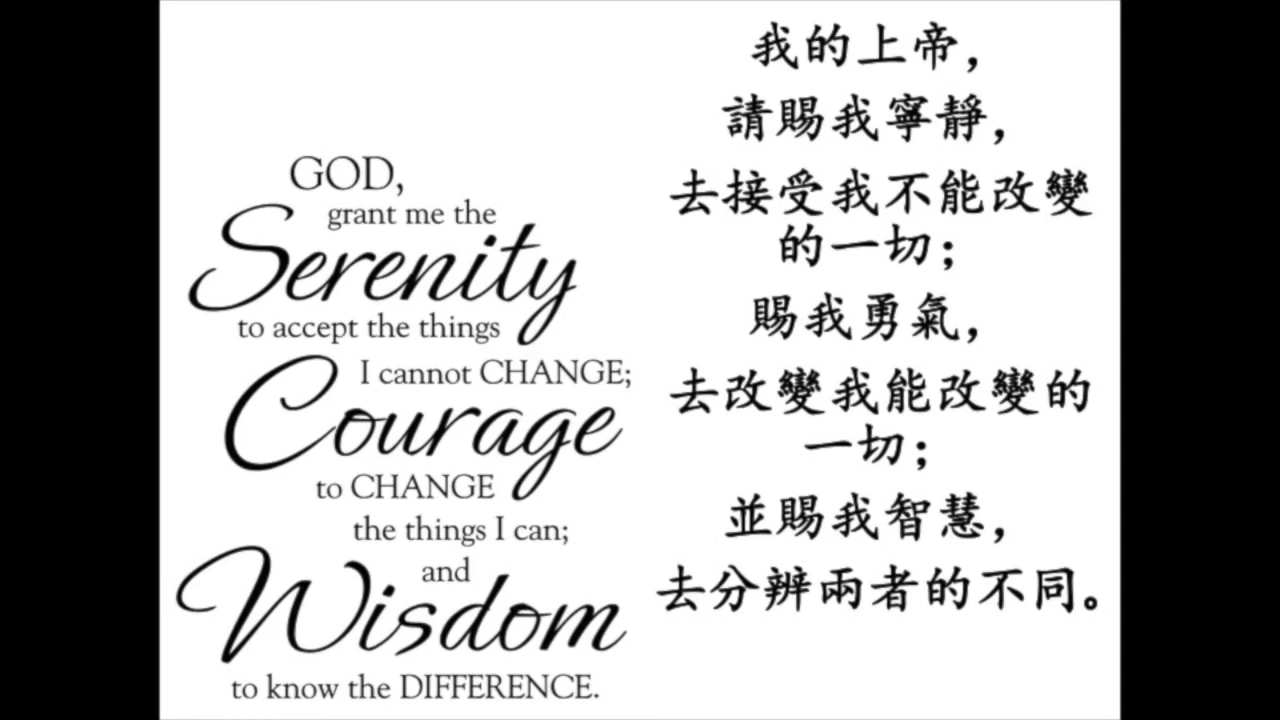 GOD,
grant me the
Serenity
to accept the things
I cannot CHANGE;
Courage
to CHANGE
the things I can;
and
Wisdom
to know the DIFFERENCE.
我的上帝，
請賜我寧靜，
去接受我不能改變
的一切；
賜我勇氣，
去改變我能改變的
一切；
並賜我智慧，
去分辨兩者的不同。